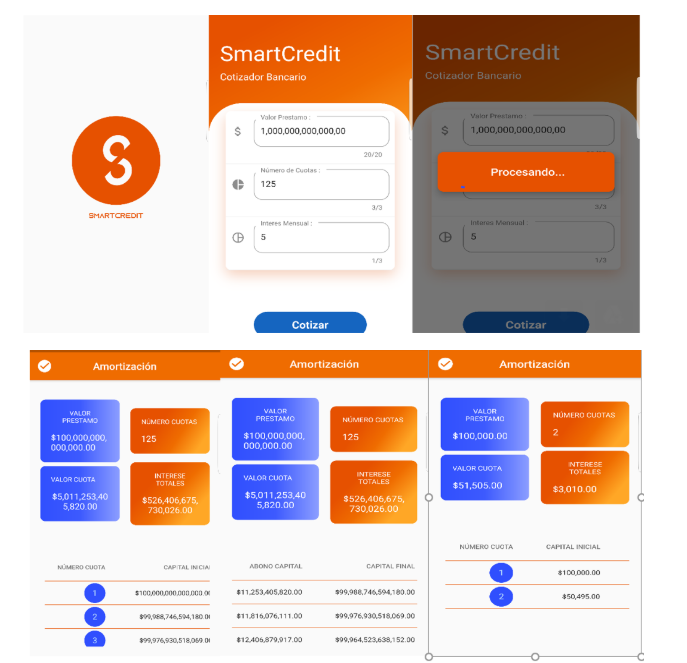 SMARTCREDIT
SmartCredit
Cotizador Bancario
Valor Prestamo :
$ 1,000,000,000,000,00
20/20
Número de Cuotas :
125
3/3
Interes Mensual :
5
1/3
Cotizar
SmartCredit
Cotizador Bancario
Valor Prestamo :
$ 1,000,000,000,000,00
Procesando...
3/3
Interes Mensual :
5
1/3
Cotizar
Amortización
VALOR
PRESTAMO
$100,000,000,
000,000.00
NÚMERO CUOTAS
125
VALOR CUOTA
$5,011,253,40
5,820.00
INTERESE
TOTALES
$526,406,675,
730,026.00
NÚMERO CUOTA CAPITAL INICIA
1 $100,000,000,000,000.00
2 $99,988,746,594,180.00
3 $99,976,930,518,069.00
Amortización
VALOR
PRESTAMO
$100,000,000,
000,000.00
NÚMERO CUOTAS
125
VALOR CUOTA
$5,011,253,40
5,820.00
INTERESE
TOTALES
$526,406,675,
730,026.00
ABONO CAPITAL CAPITAL FINAL
$11,253,405,820.00 $99,988,746,594,180.00
$11,816,076,111.00 $99,976,930,518,069.00
$12,406,879,917.00 $99,964,523,638,152.00
Amortización
VALOR
PRESTAMO
$100,000.00
NÚMERO CUOTAS
2
VALOR CUOTA
$51,505.00
INTERESE
TOTALES
$3,010.00
NÚMERO CUOTA CAPITAL INICIAL
1 $100,000.00
2 $50,495.00